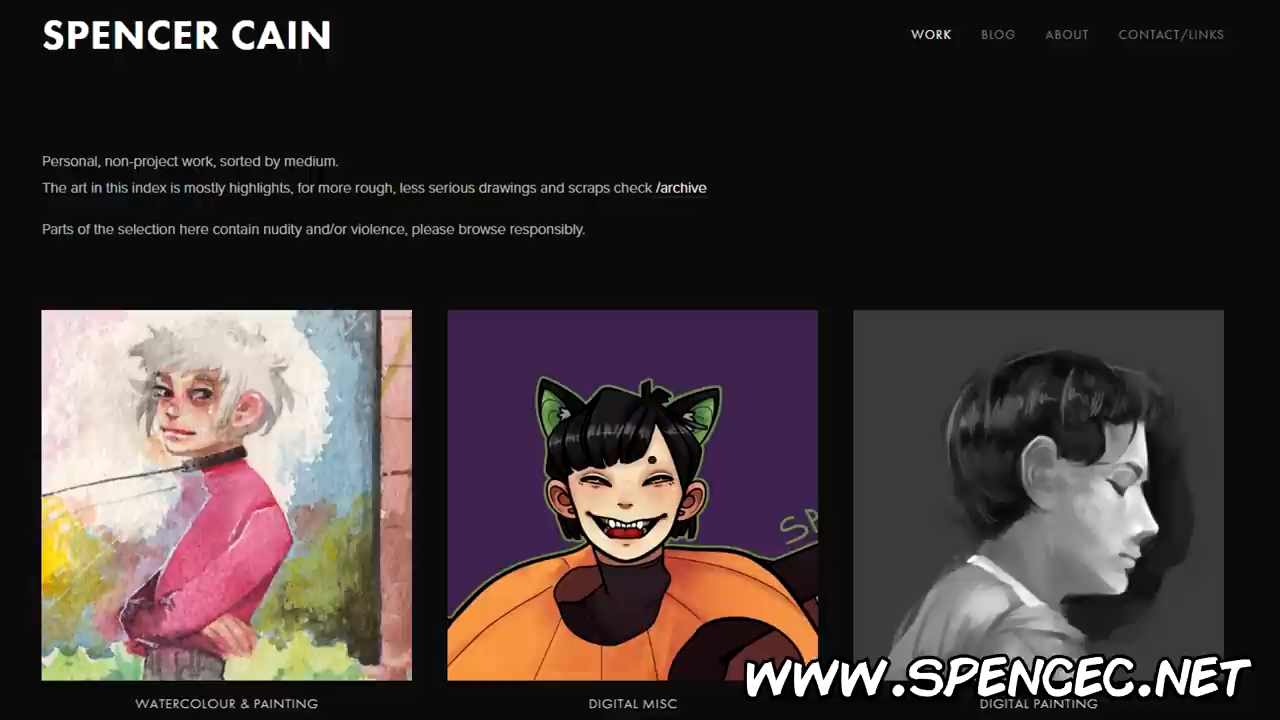 SPENCER CAIN
WORK BLOG ABOUT CONTACT/LINKS
Personal, non-project work, sorted by medium.
The art in this index is mostly highlights, for more rough, less serious drawings and scraps check /archive
Parts of the selection here contain nudity and/or violence, please browse responsibly.
WWW.SPENCEC.NET
WATERCOLOUR & PAINTING
DIGITAL MISC
DIGITAL PAINTING